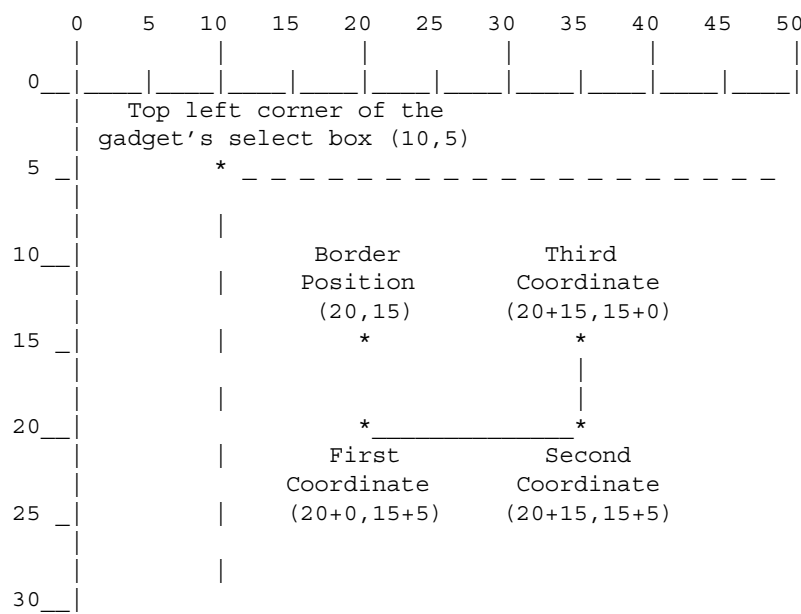 0 5 10 15 20 25 30 35 40 45 50
0
Top left corner of the
gadget's select box (10,5)
5 *
10 Border Third
Position Coordinate
(20,15) (20+15,15+0)
15 * *
20 * *
First Second
Coordinate Coordinate
25 (20+0,15+5) (20+15,15+5)
30